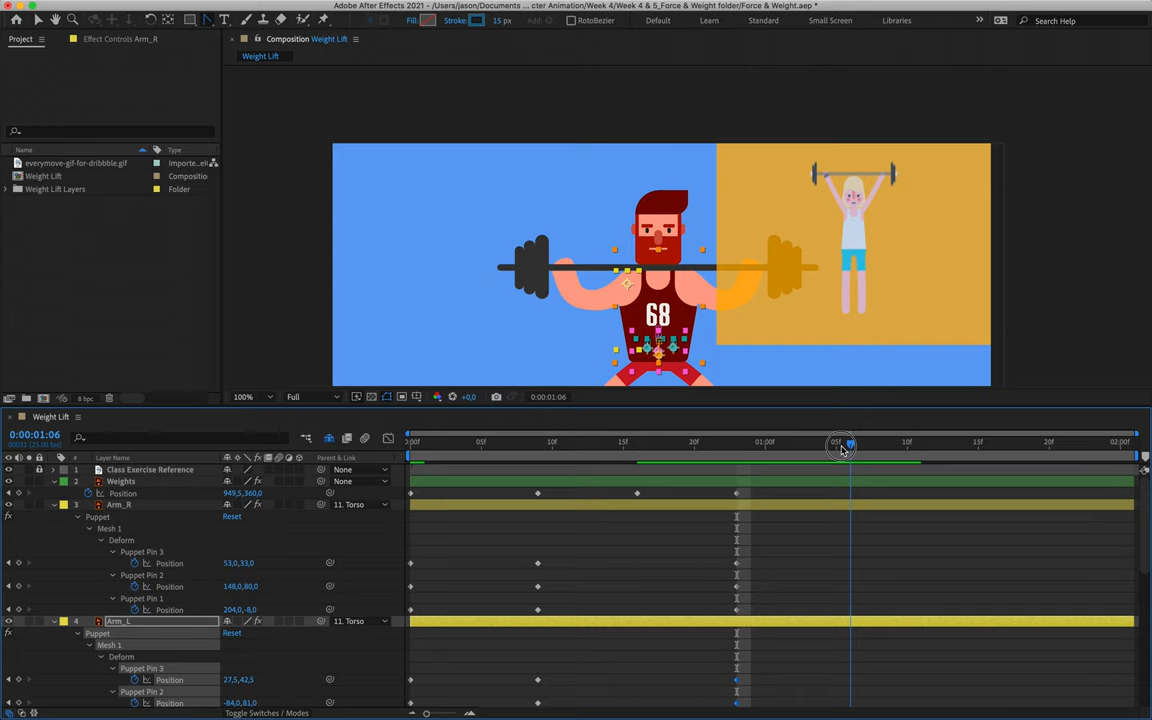 Adobe After Effects 2021 - /Users/jason/Documents
cter Animation/Week 4/Week 4 & 5_Force & Weight folder/Force & Weight.aep *
Fill: Stroke: 15 px RotoBezier Default Learn Standard Small Screen Libraries Search Help
Project Effect Controls Arm_R Composition Weight Lift
Weight Lift
Name Type
everymove-gif-for-dribbble.gif Importe
Weight Lift Compositio
Weight Lift Layers Folder
68
8 bpc 100% Full +0,0 0:00:01:06
Weight Lift
0:00:01:06
00031 (25.00 fps)
:00f 05f 10f 15f 20f 01:00f 05f 10f 15f 20f 02:00f
# Layer Name Parent & Link
1 Class Exercise Reference None
2 Weights None
Position 949,5,360,0
3 Arm_R 11. Torso
Puppet Reset
Mesh 1
Deform
Puppet Pin 3
Position 53,0,33,0
Puppet Pin 2
Position 148,0,80,0
Puppet Pin 1
Position 204,0,-8,0
4 Arm_L 11. Torso
Puppet Reset
Mesh 1
Deform
Puppet Pin 3
Position 27,5,42,5
Puppet Pin 2
Position -84,0,81,0
Toggle Switches / Modes